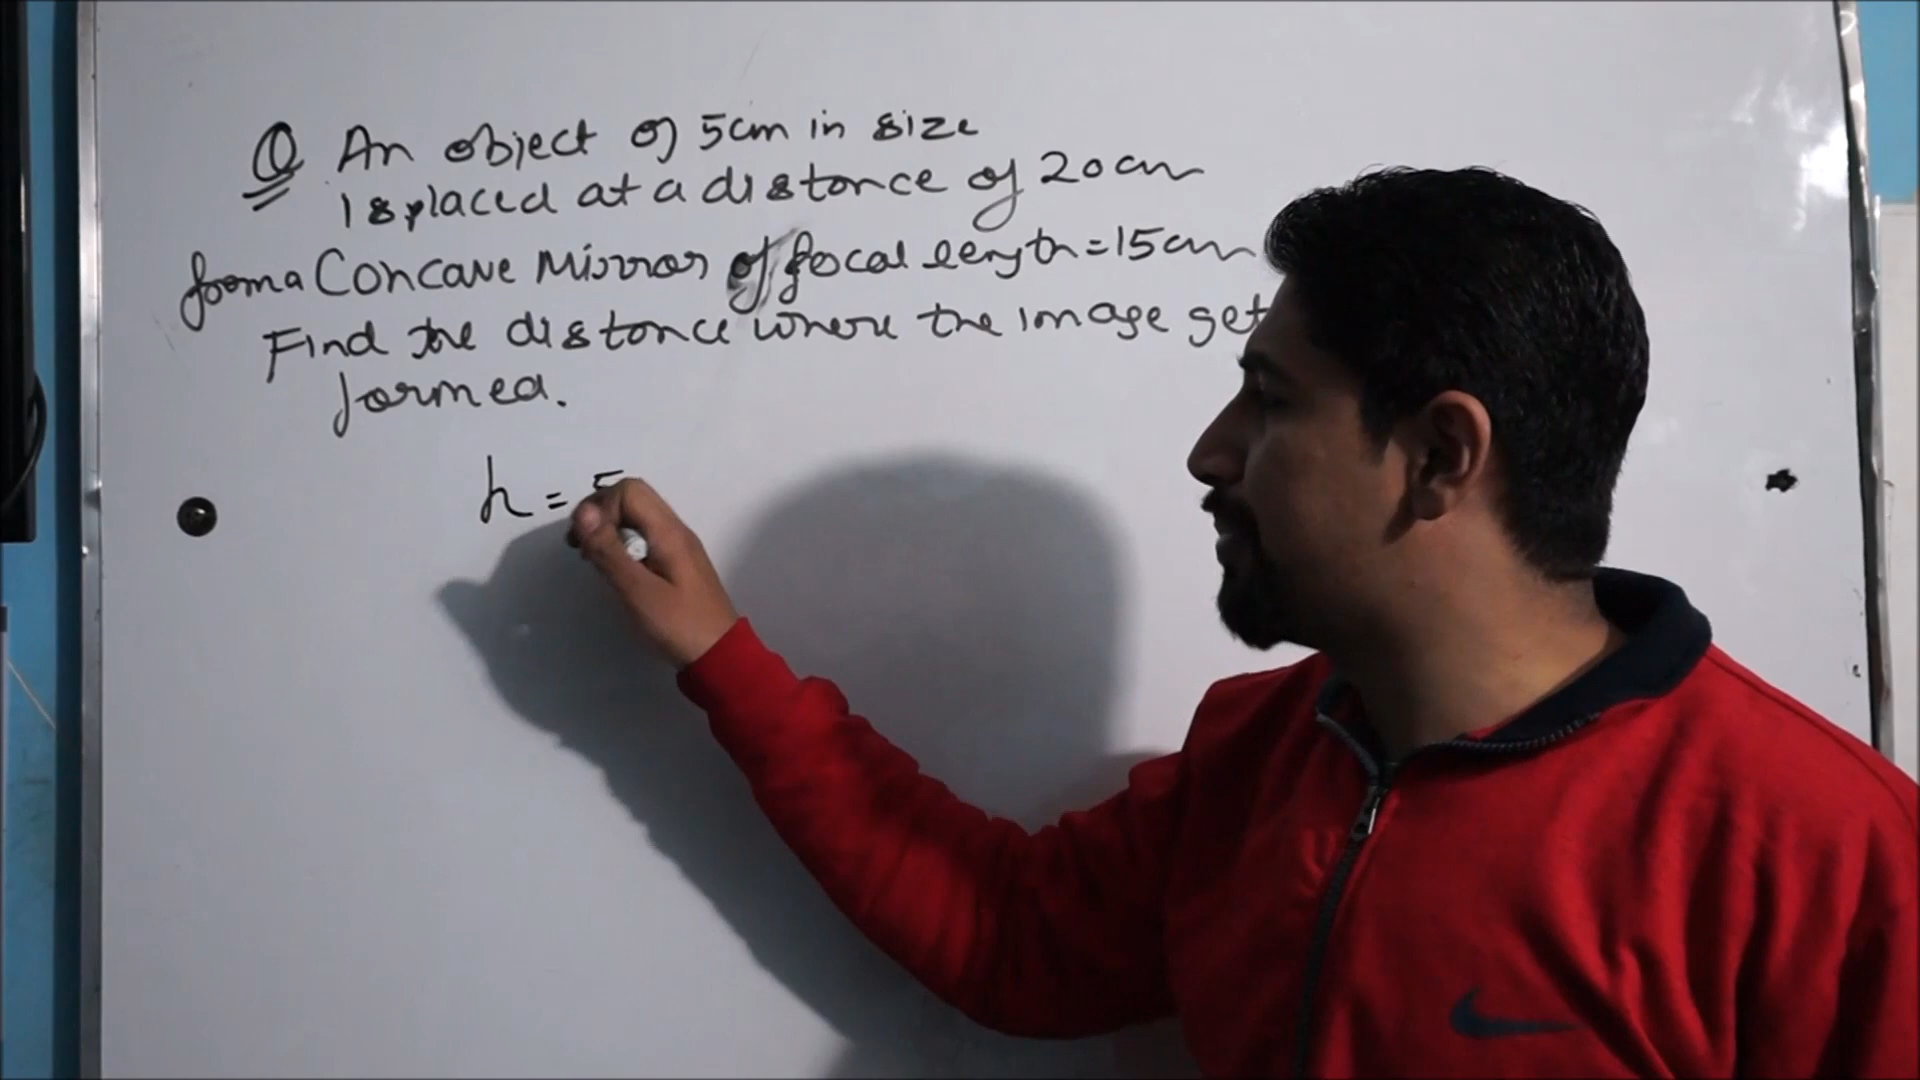 Q An object of 5cm in size
is placed at a distance of 20cm
from a Concave Mirror of focal length = 15cm
Find the distance where the image get
formed.
h = 5